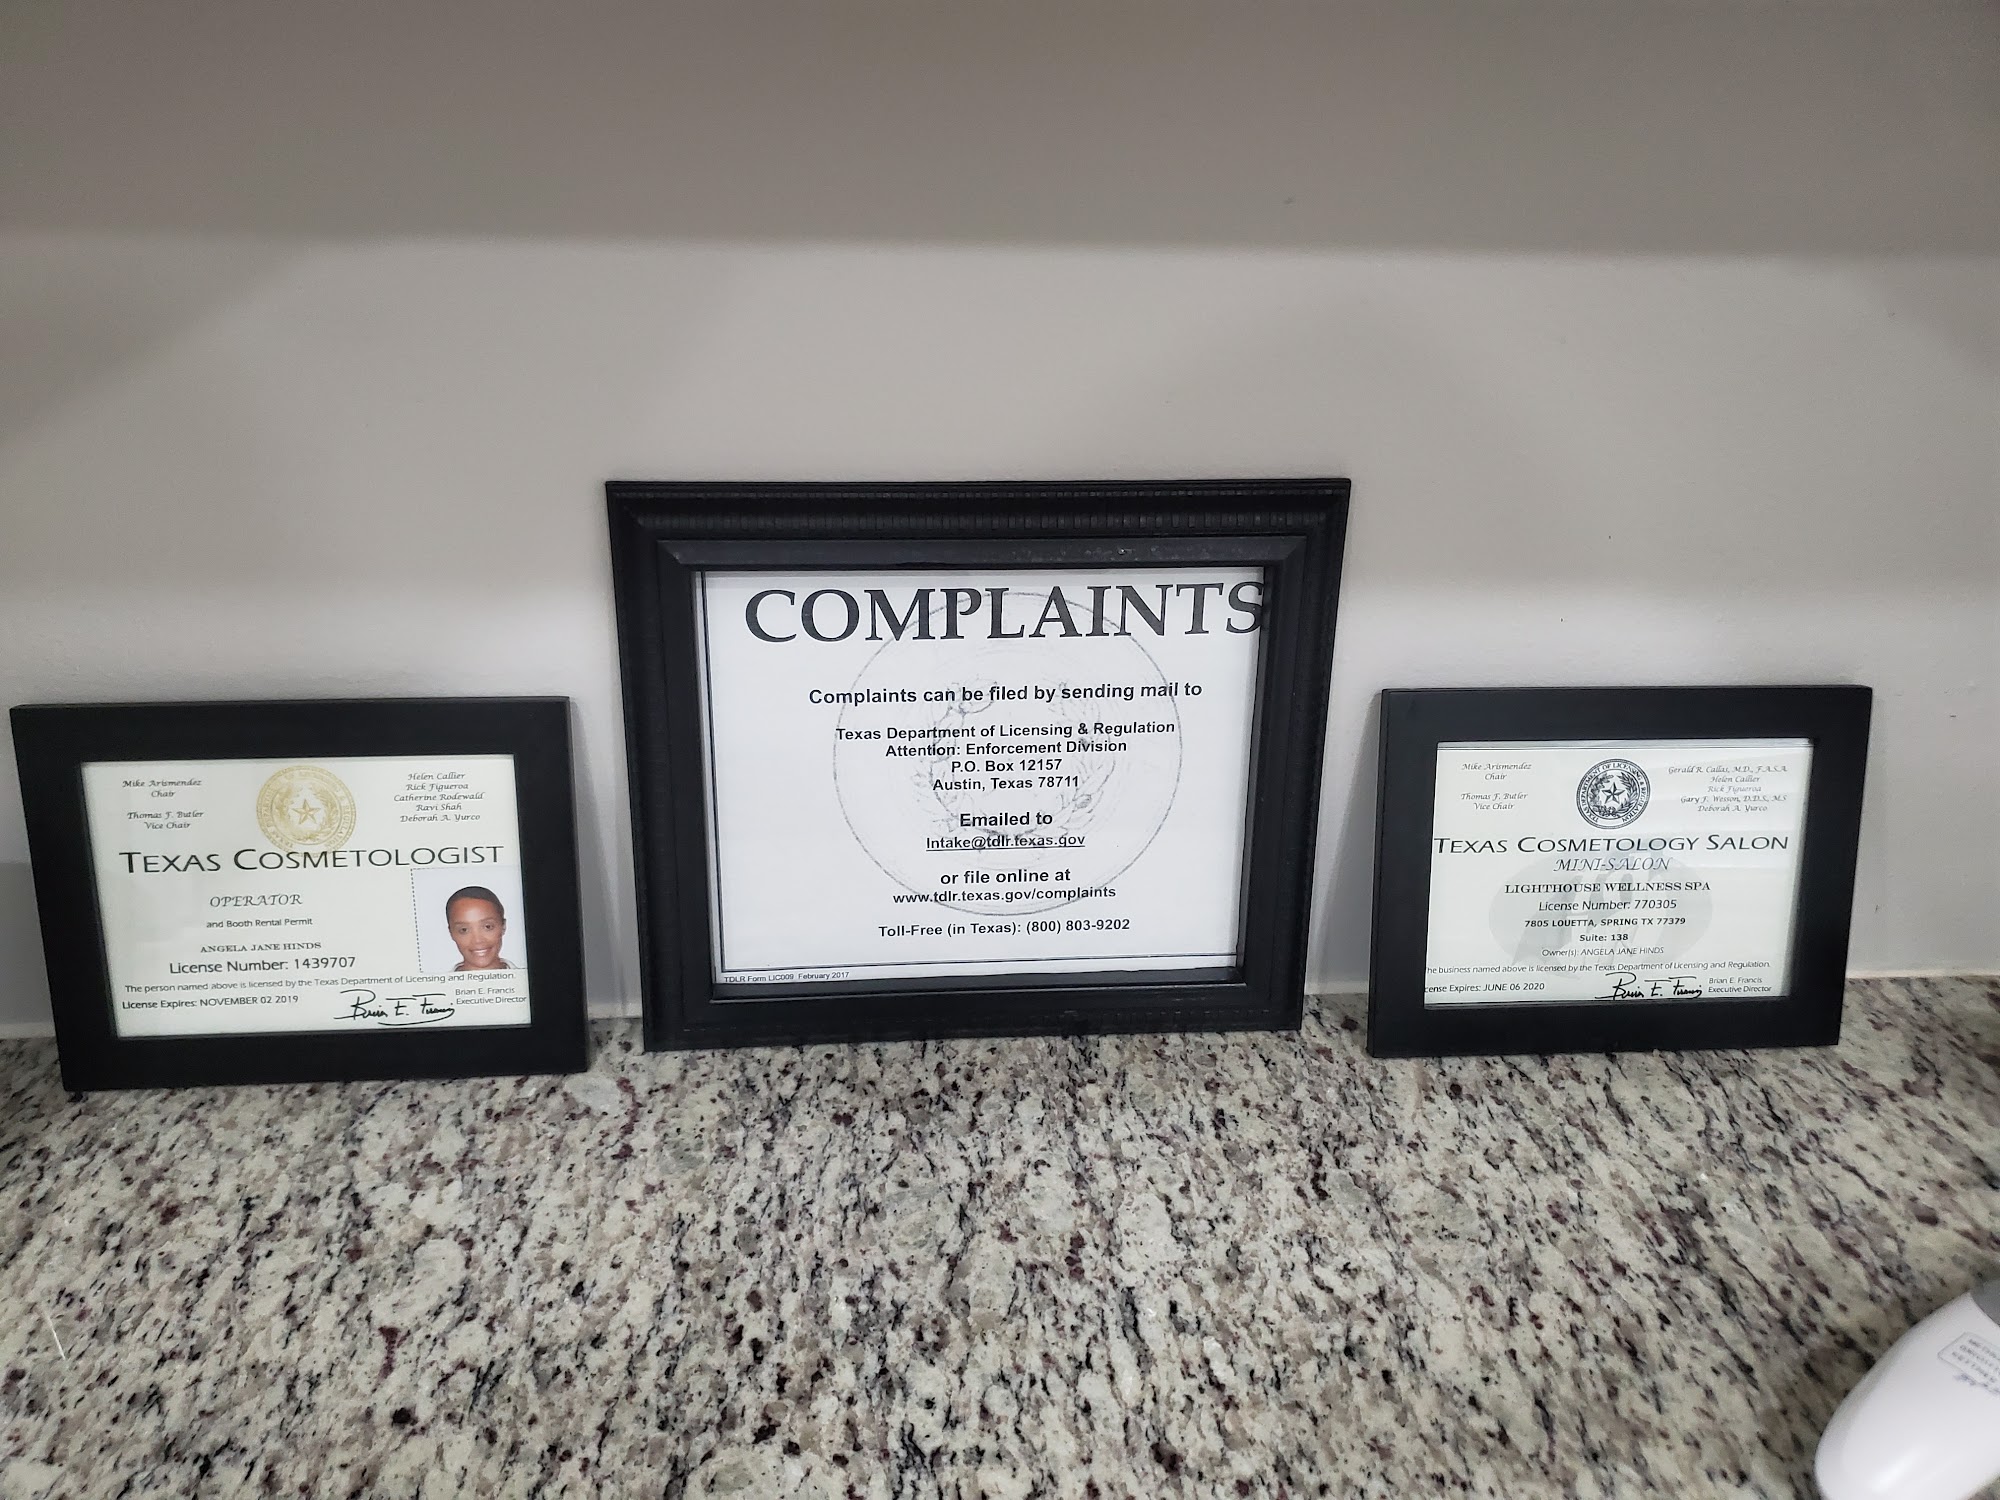 Mike Arismendez
Chair
Thomas F. Butler
Vice Chair
Helen Callier
Rick Figueroa
Catherine Rodewald
Ravi Shah
Deborah A. Yurco
TEXAS COSMETOLOGIST
OPERATOR
and Booth Rental Permit
ANGELA JANE HINDS
License Number: 1439707
The person named above is licensed by the Texas Department of Licensing and Regulation.
License Expires: NOVEMBER 02 2019
Brian E. Francis
Brian E. Francis
Executive Director
COMPLAINTS
Complaints can be filed by sending mail to
Texas Department of Licensing & Regulation
Attention: Enforcement Division
P.O. Box 12157
Austin, Texas 78711
Emailed to
Intake@tdlr.texas.gov
or file online at
www.tdlr.texas.gov/complaints
Toll-Free (in Texas): (800) 803-9202
TDLR Form LIC009 February 2017
Mike Arismendez
Chair
Thomas F. Butler
Vice Chair
Gerald R. Callas, M.D., F.A.S.A.
Helen Callier
Rick Figueroa
Gary F. Wesson, D.D.S., M.S
Deborah A. Yurco
TEXAS COSMETOLOGY SALON
MINI-SALON
LIGHTHOUSE WELLNESS SPA
License Number: 770305
7805 LOUETTA, SPRING TX 77379
Suite: 138
Owner(s): ANGELA JANE HINDS
he business named above is licensed by the Texas Department of Licensing and Regulation.
cense Expires: JUNE 06 2020
Brian E. Francis
Brian E. Francis
Executive Director